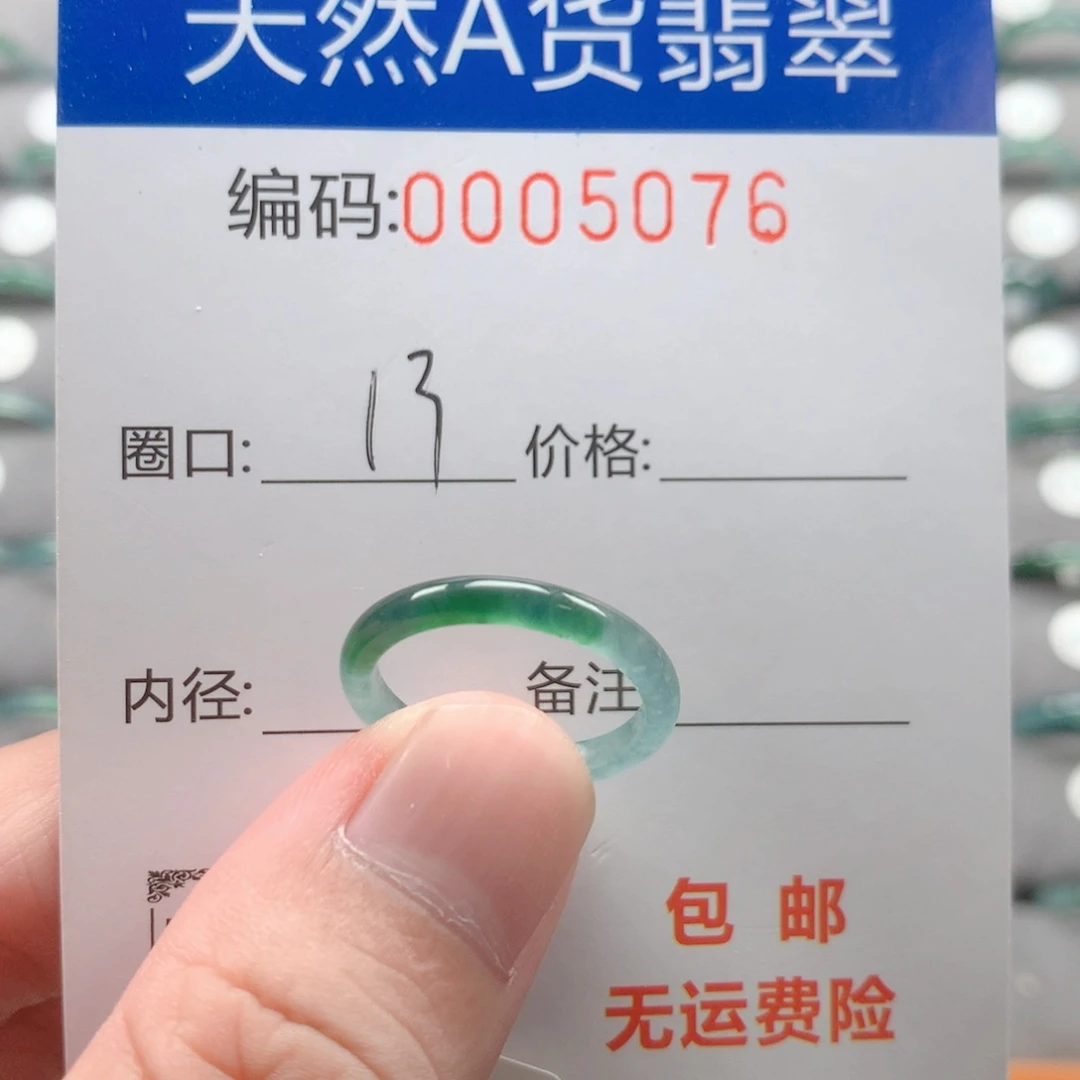 天然A货翡翠
编码:0005076
圈口: 13 价格:
内径: 备注
包 邮
无运费险